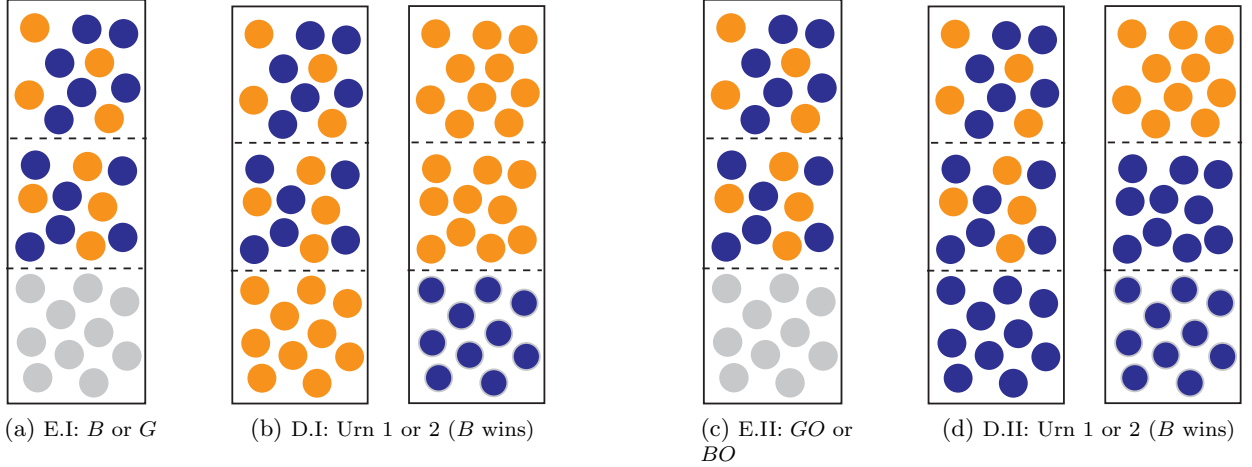 (a) E.I: B or G
(b) D.I: Urn 1 or 2 (B wins)
(c) E.II: GO or
BO
(d) D.II: Urn 1 or 2 (B wins)